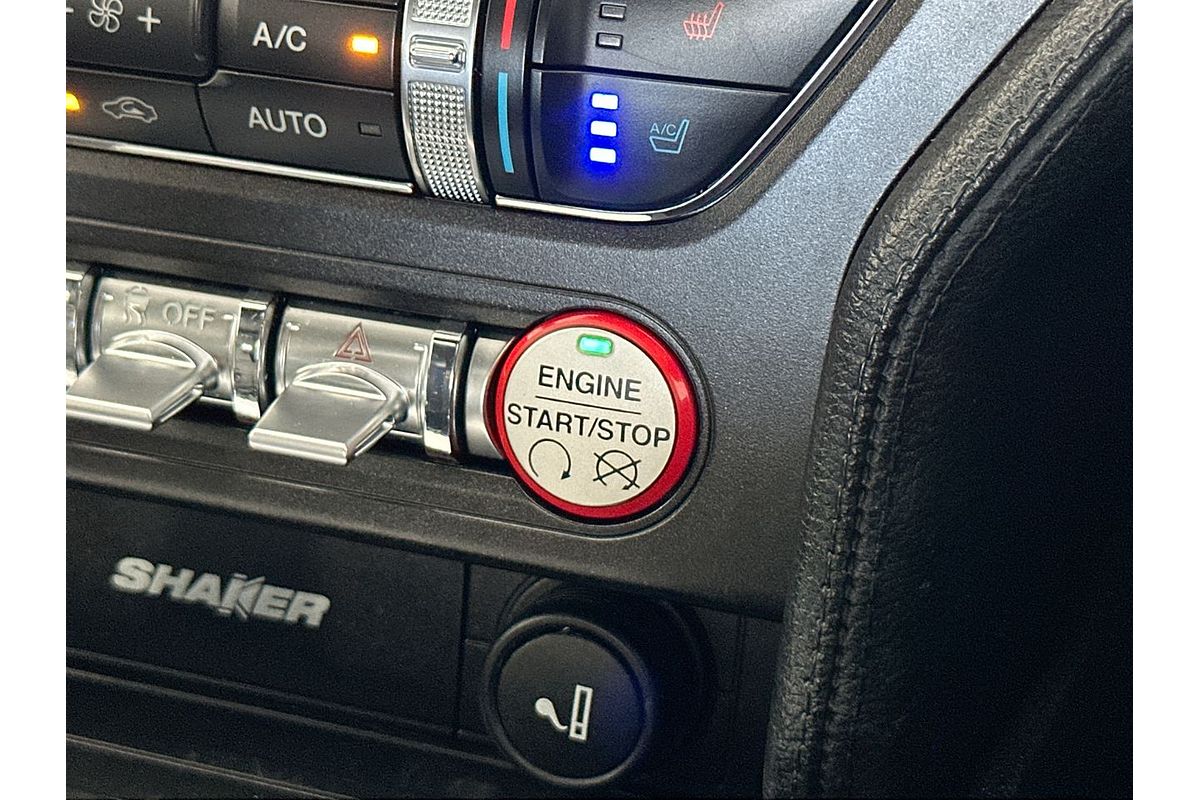 A/C
AUTO
A/C
OFF
ENGINE
START/STOP
SHAKER